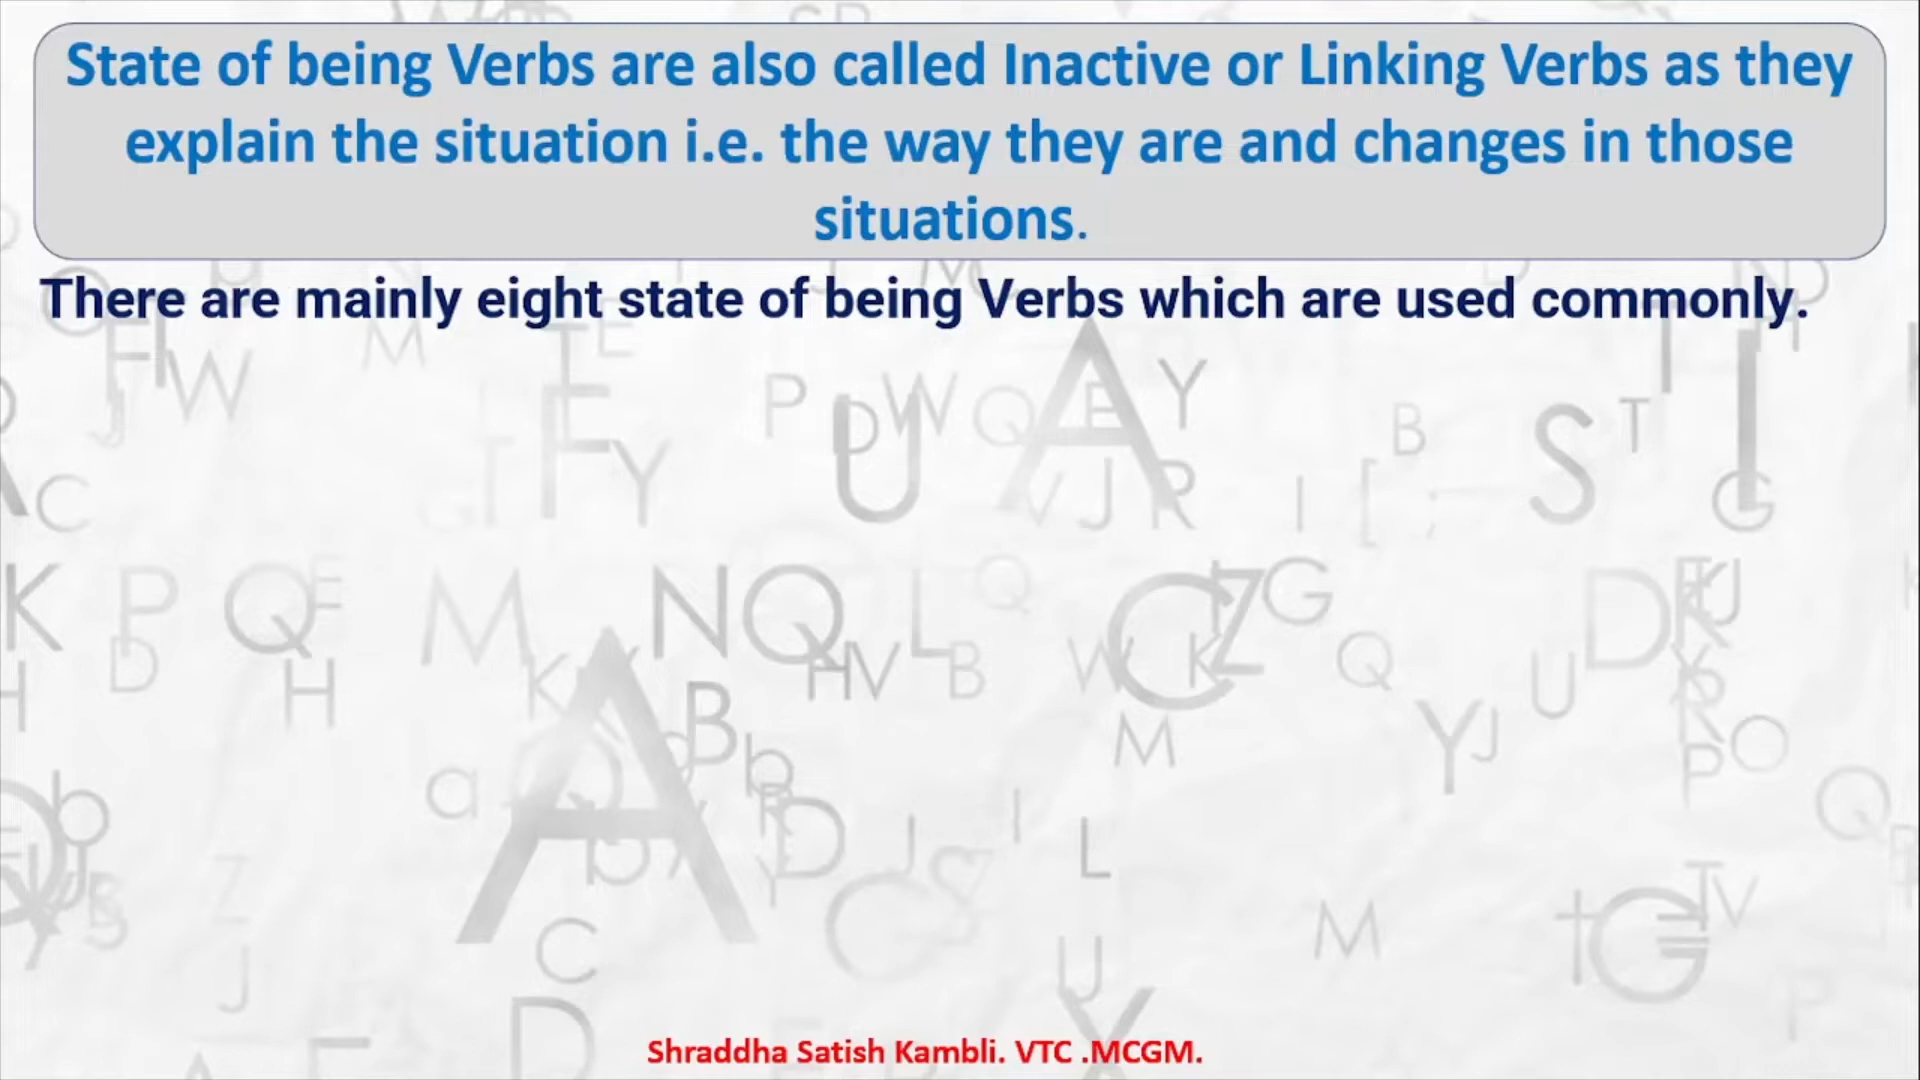 State of being Verbs are also called Inactive or Linking Verbs as they
explain the situation i.e. the way they are and changes in those
situations.
There are mainly eight state of being Verbs which are used commonly.
Shraddha Satish Kambli. VTC .MCGM.